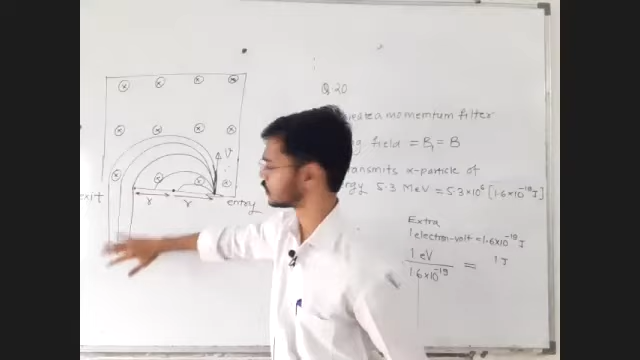 Q 20
create a momentum filter
field = B₁ = B
transmits α-particle of
5.3 MeV = 5.3×10⁶ [1.6×10⁻¹⁹ J]
V
exit
r
r
entry
Extra
1 electron-volt = 1.6×10⁻¹⁹ J
1 eV
1.6×10⁻¹⁹
=
1 J